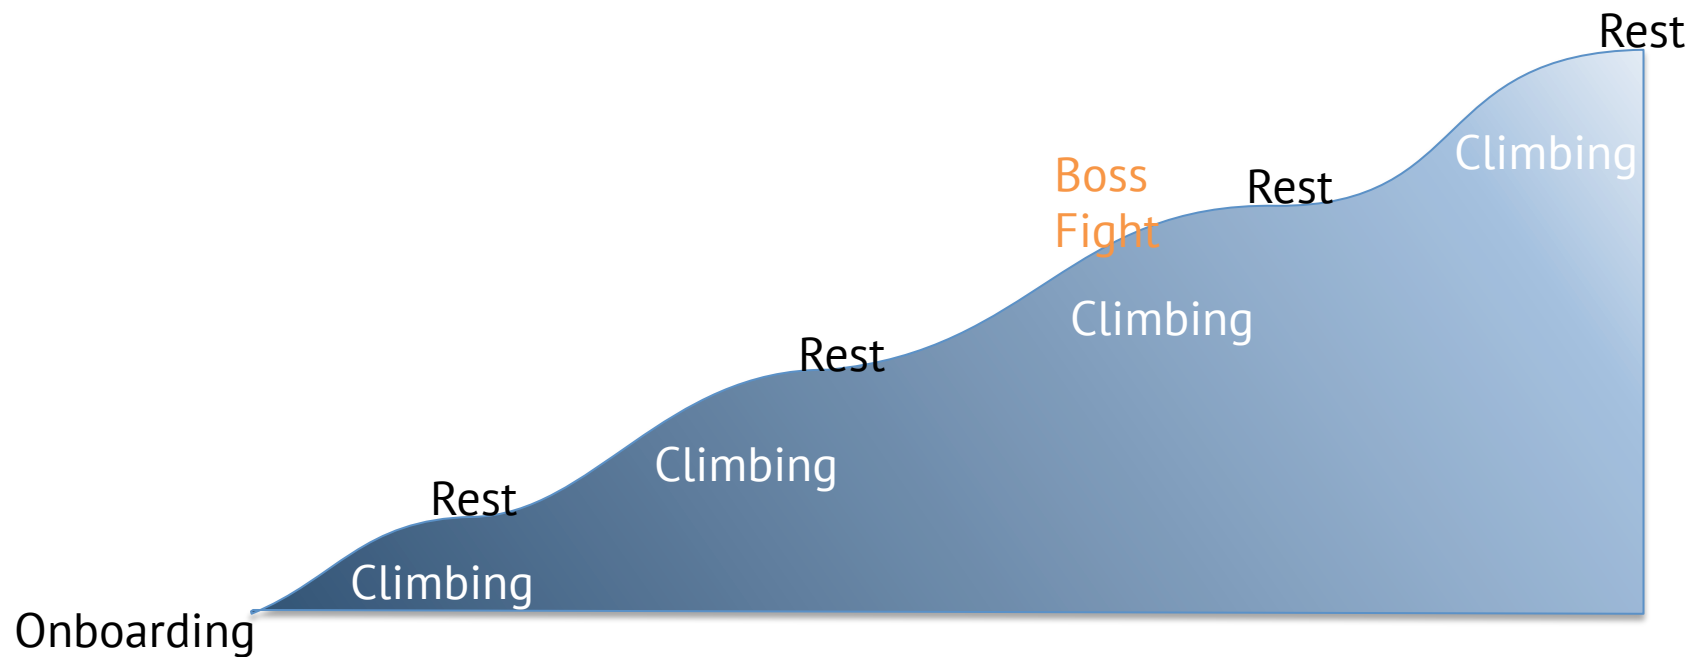 Rest
Climbing
Boss
Fight
Rest
Climbing
Rest
Climbing
Rest
Climbing
Onboarding